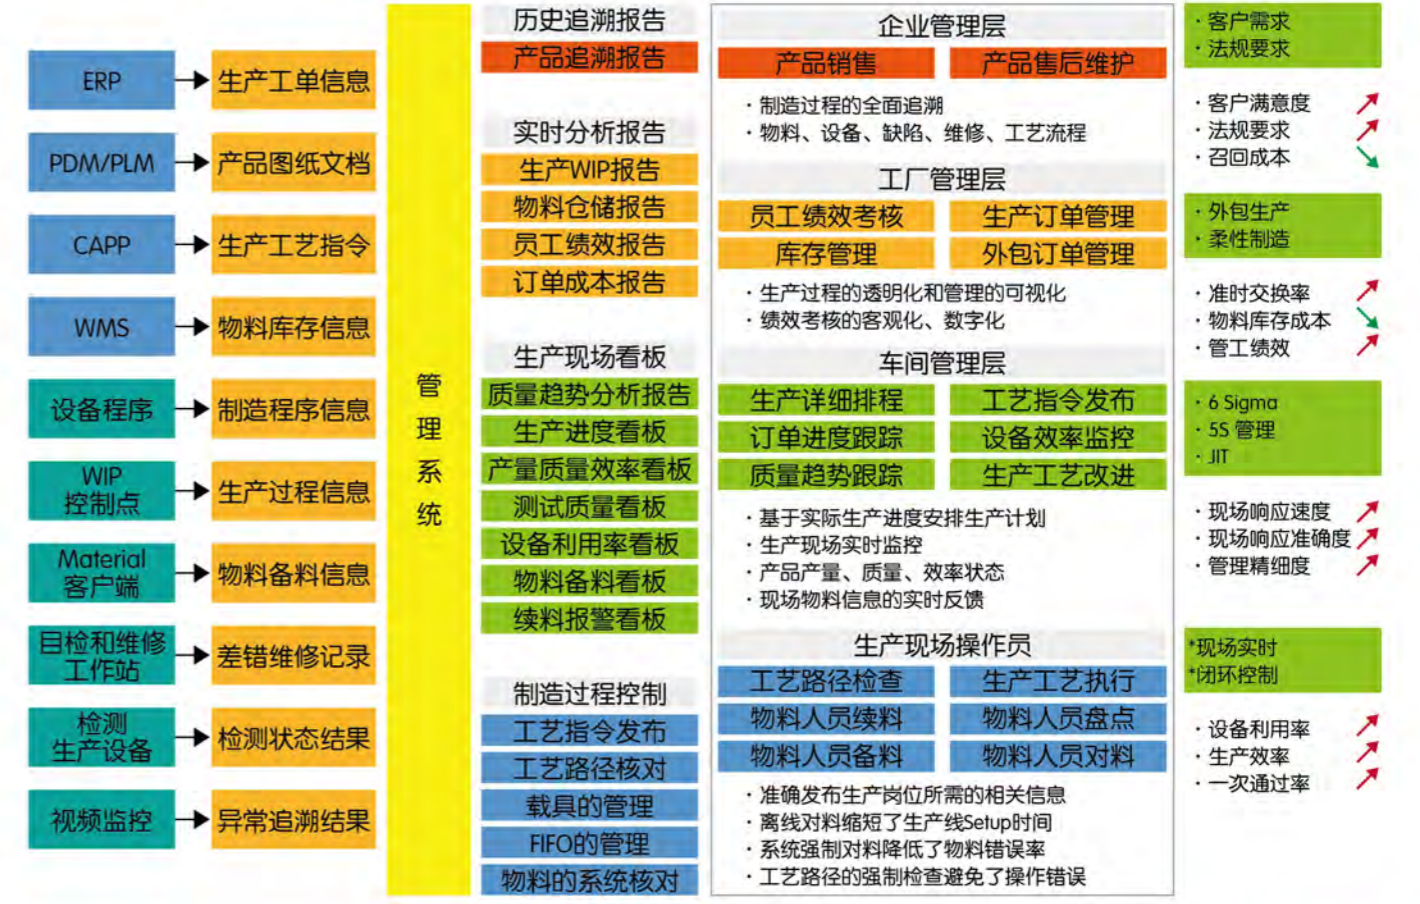 ERP
生产工单信息
PDM/PLM
产品图纸文档
CAPP
生产工艺指令
WMS
物料库存信息
设备程序
制造程序信息
WIP
控制点
生产过程信息
Material
客户端
物料备料信息
目检和维修
工作站
差错维修记录
检测
生产设备
检测状态结果
视频监控
异常追溯结果
管
理
系
统
历史追溯报告
产品追溯报告
实时分析报告
生产WIP报告
物料仓储报告
员工绩效报告
订单成本报告
生产现场看板
质量趋势分析报告
生产进度看板
产量质量效率看板
测试质量看板
设备利用率看板
物料备料看板
续料报警看板
制造过程控制
工艺指令发布
工艺路径核对
载具的管理
FIFO的管理
物料的系统核对
企业管理层
产品销售
产品售后维护
· 制造过程的全面追溯
· 物料、设备、缺陷、维修、工艺流程
工厂管理层
员工绩效考核
生产订单管理
库存管理
外包订单管理
· 生产过程的透明化和管理的可视化
· 绩效考核的客观化、数字化
车间管理层
生产详细排程
工艺指令发布
订单进度跟踪
设备效率监控
质量趋势跟踪
生产工艺改进
· 基于实际生产进度安排生产计划
· 生产现场实时监控
· 产品产量、质量、效率状态
· 现场物料信息的实时反馈
生产现场操作员
工艺路径检查
生产工艺执行
物料人员续料
物料人员盘点
物料人员备料
物料人员对料
· 准确发布生产岗位所需的相关信息
· 离线对料缩短了生产线Setup时间
· 系统强制对料降低了物料错误率
· 工艺路径的强制检查避免了操作错误
· 客户需求
· 法规要求
· 客户满意度
· 法规要求
· 召回成本
· 外包生产
· 柔性制造
· 准时交换率
· 物料库存成本
· 管工绩效
· 6 Sigma
· 5S 管理
· JIT
· 现场响应速度
· 现场响应准确度
· 管理精细度
*现场实时
*闭环控制
· 设备利用率
· 生产效率
· 一次通过率